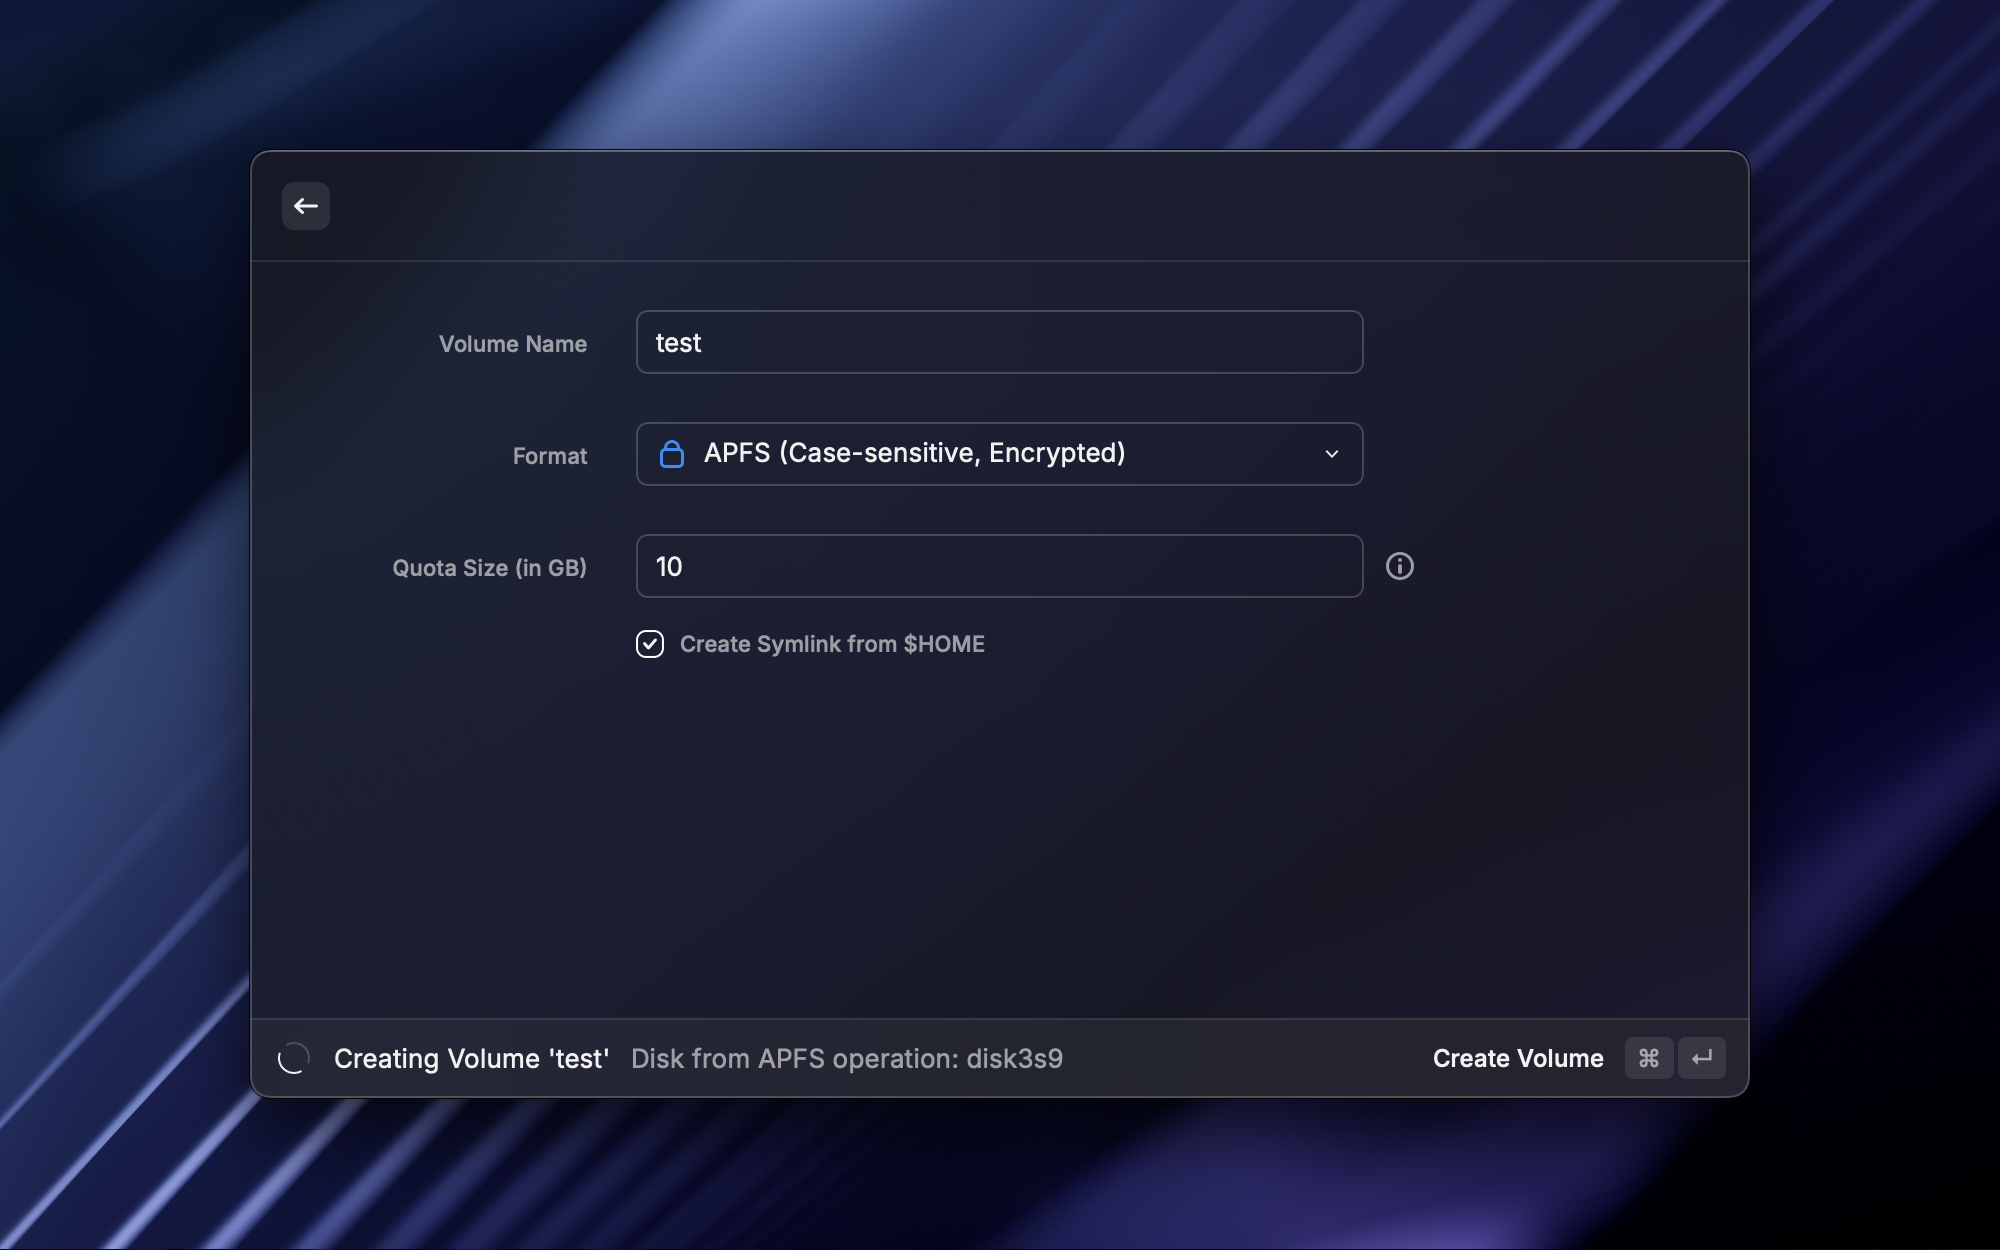 Volume Name
test
Format
APFS (Case-sensitive, Encrypted)
Quota Size (in GB)
10
Create Symlink from $HOME
Creating Volume 'test' Disk from APFS operation: disk3s9
Create Volume ⌘ ↵